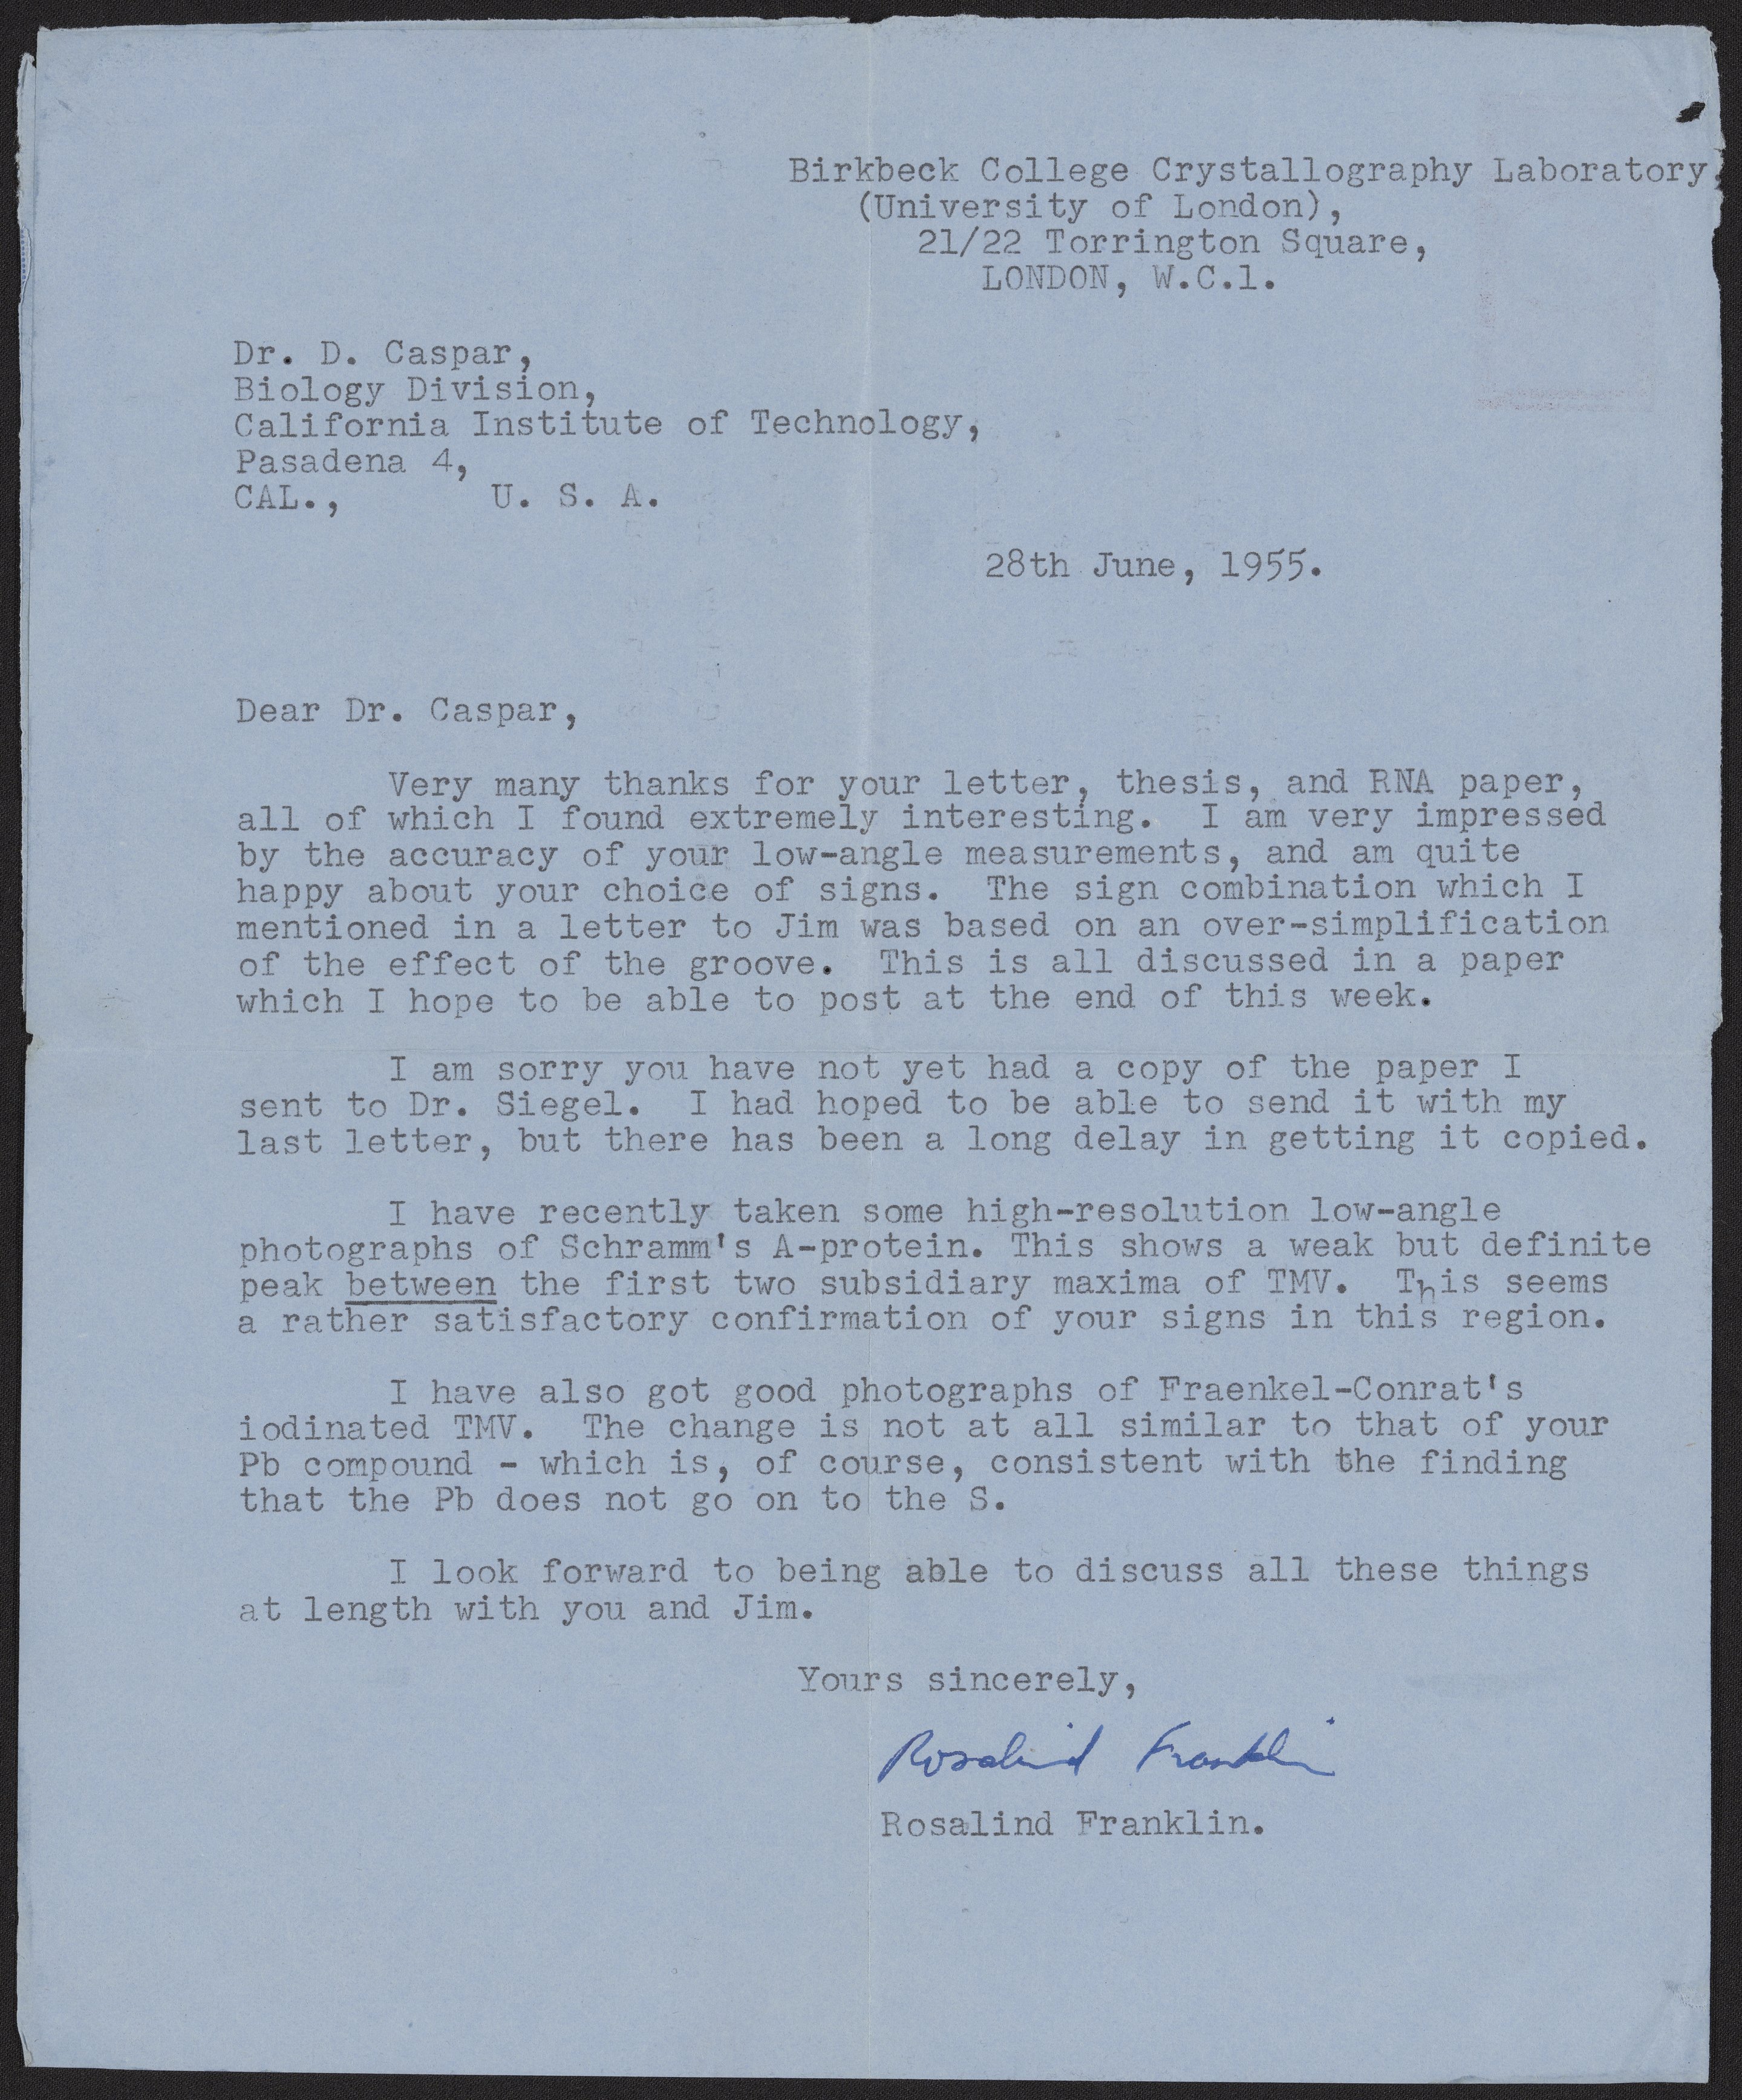 Birkbeck College Crystallography Laboratory,
(University of London),
21/22 Torrington Square,
LONDON, W.C.1.
Dr. D. Caspar,
Biology Division,
California Institute of Technology,
Pasadena 4,
CAL., U. S. A.
28th June, 1955.
Dear Dr. Caspar,
Very many thanks for your letter, thesis, and RNA paper,
all of which I found extremely interesting. I am very impressed
by the accuracy of your low-angle measurements, and am quite
happy about your choice of signs. The sign combination which I
mentioned in a letter to Jim was based on an over-simplification
of the effect of the groove. This is all discussed in a paper
which I hope to be able to post at the end of this week.
I am sorry you have not yet had a copy of the paper I
sent to Dr. Siegel. I had hoped to be able to send it with my
last letter, but there has been a long delay in getting it copied.
I have recently taken some high-resolution low-angle
photographs of Schramm's A-protein. This shows a weak but definite
peak between the first two subsidiary maxima of TMV. This seems
a rather satisfactory confirmation of your signs in this region.
I have also got good photographs of Fraenkel-Conrat's
iodinated TMV. The change is not at all similar to that of your
Pb compound - which is, of course, consistent with the finding
that the Pb does not go on to the S.
I look forward to being able to discuss all these things
at length with you and Jim.
Yours sincerely,
Rosalind Franklin
Rosalind Franklin.